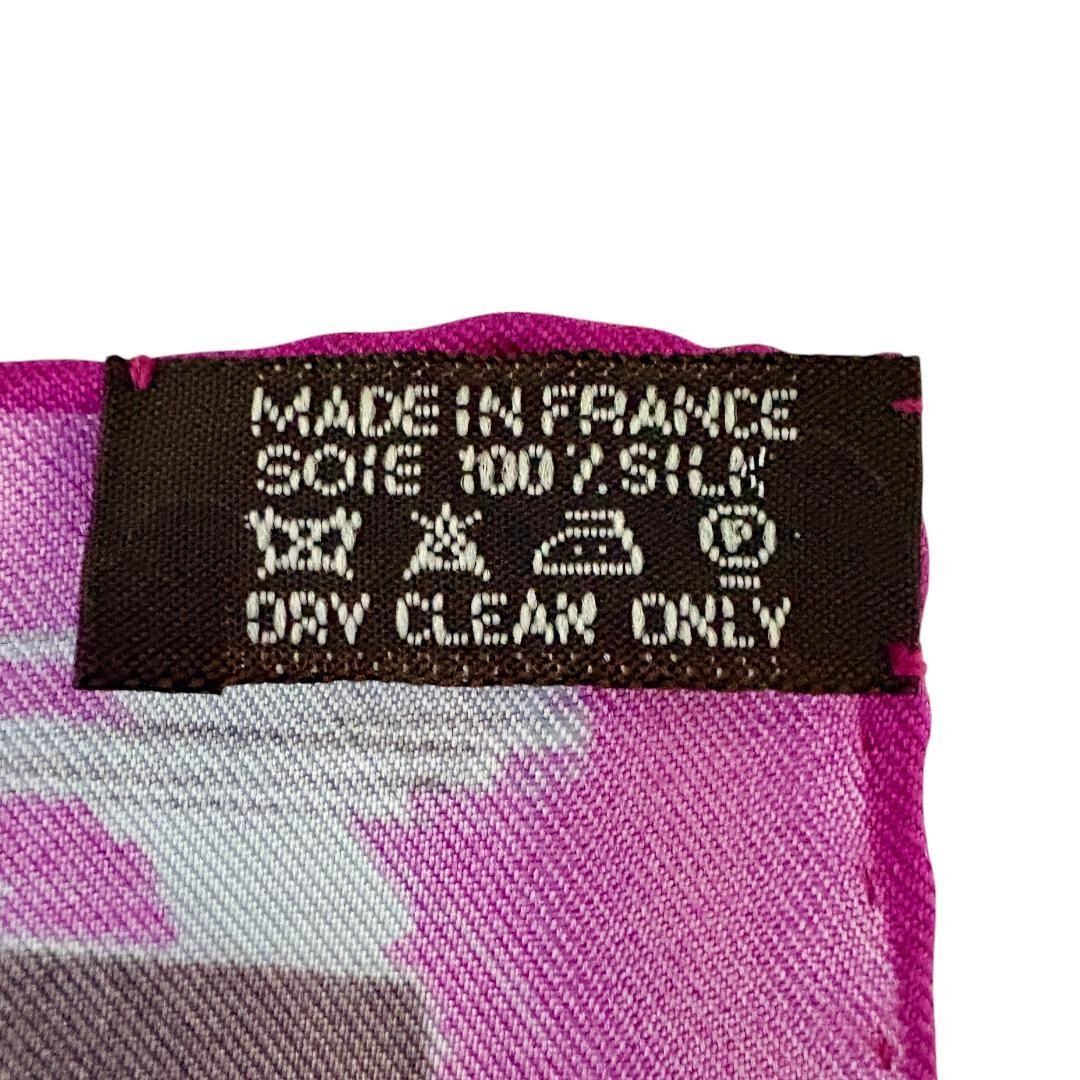 MADE IN FRANCE
SOIE 100% SILK
P
DRY CLEAN ONLY